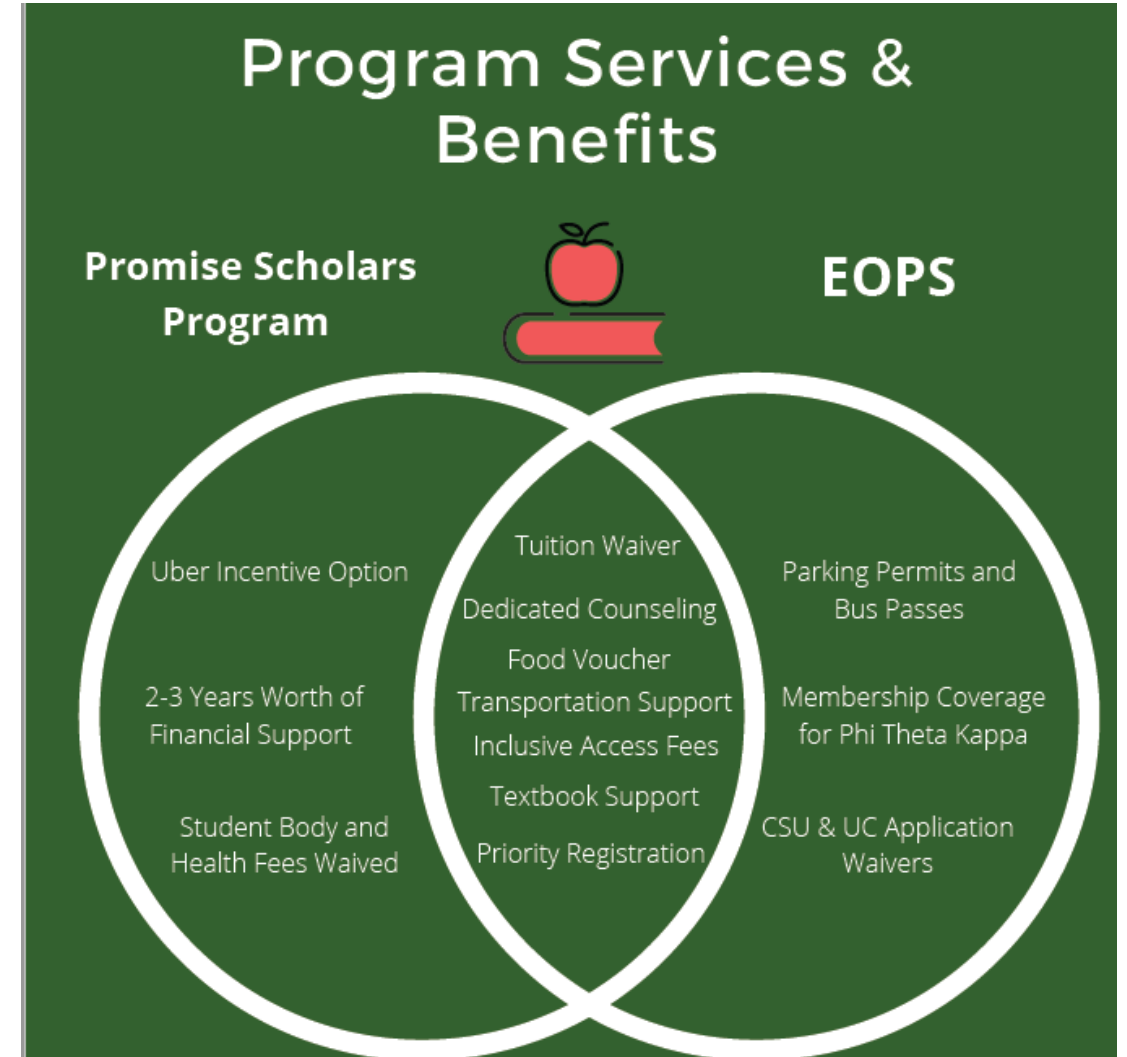 Program Services &
Benefits
Promise Scholars
Program
EOPS
Uber Incentive Option
2-3 Years Worth of
Financial Support
Student Body and
Health Fees Waived
Tuition Waiver
Dedicated Counseling
Food Voucher
Transportation Support
Inclusive Access Fees
Textbook Support
Priority Registration
Parking Permits and
Bus Passes
Membership Coverage
for Phi Theta Kappa
CSU & UC Application
Waivers